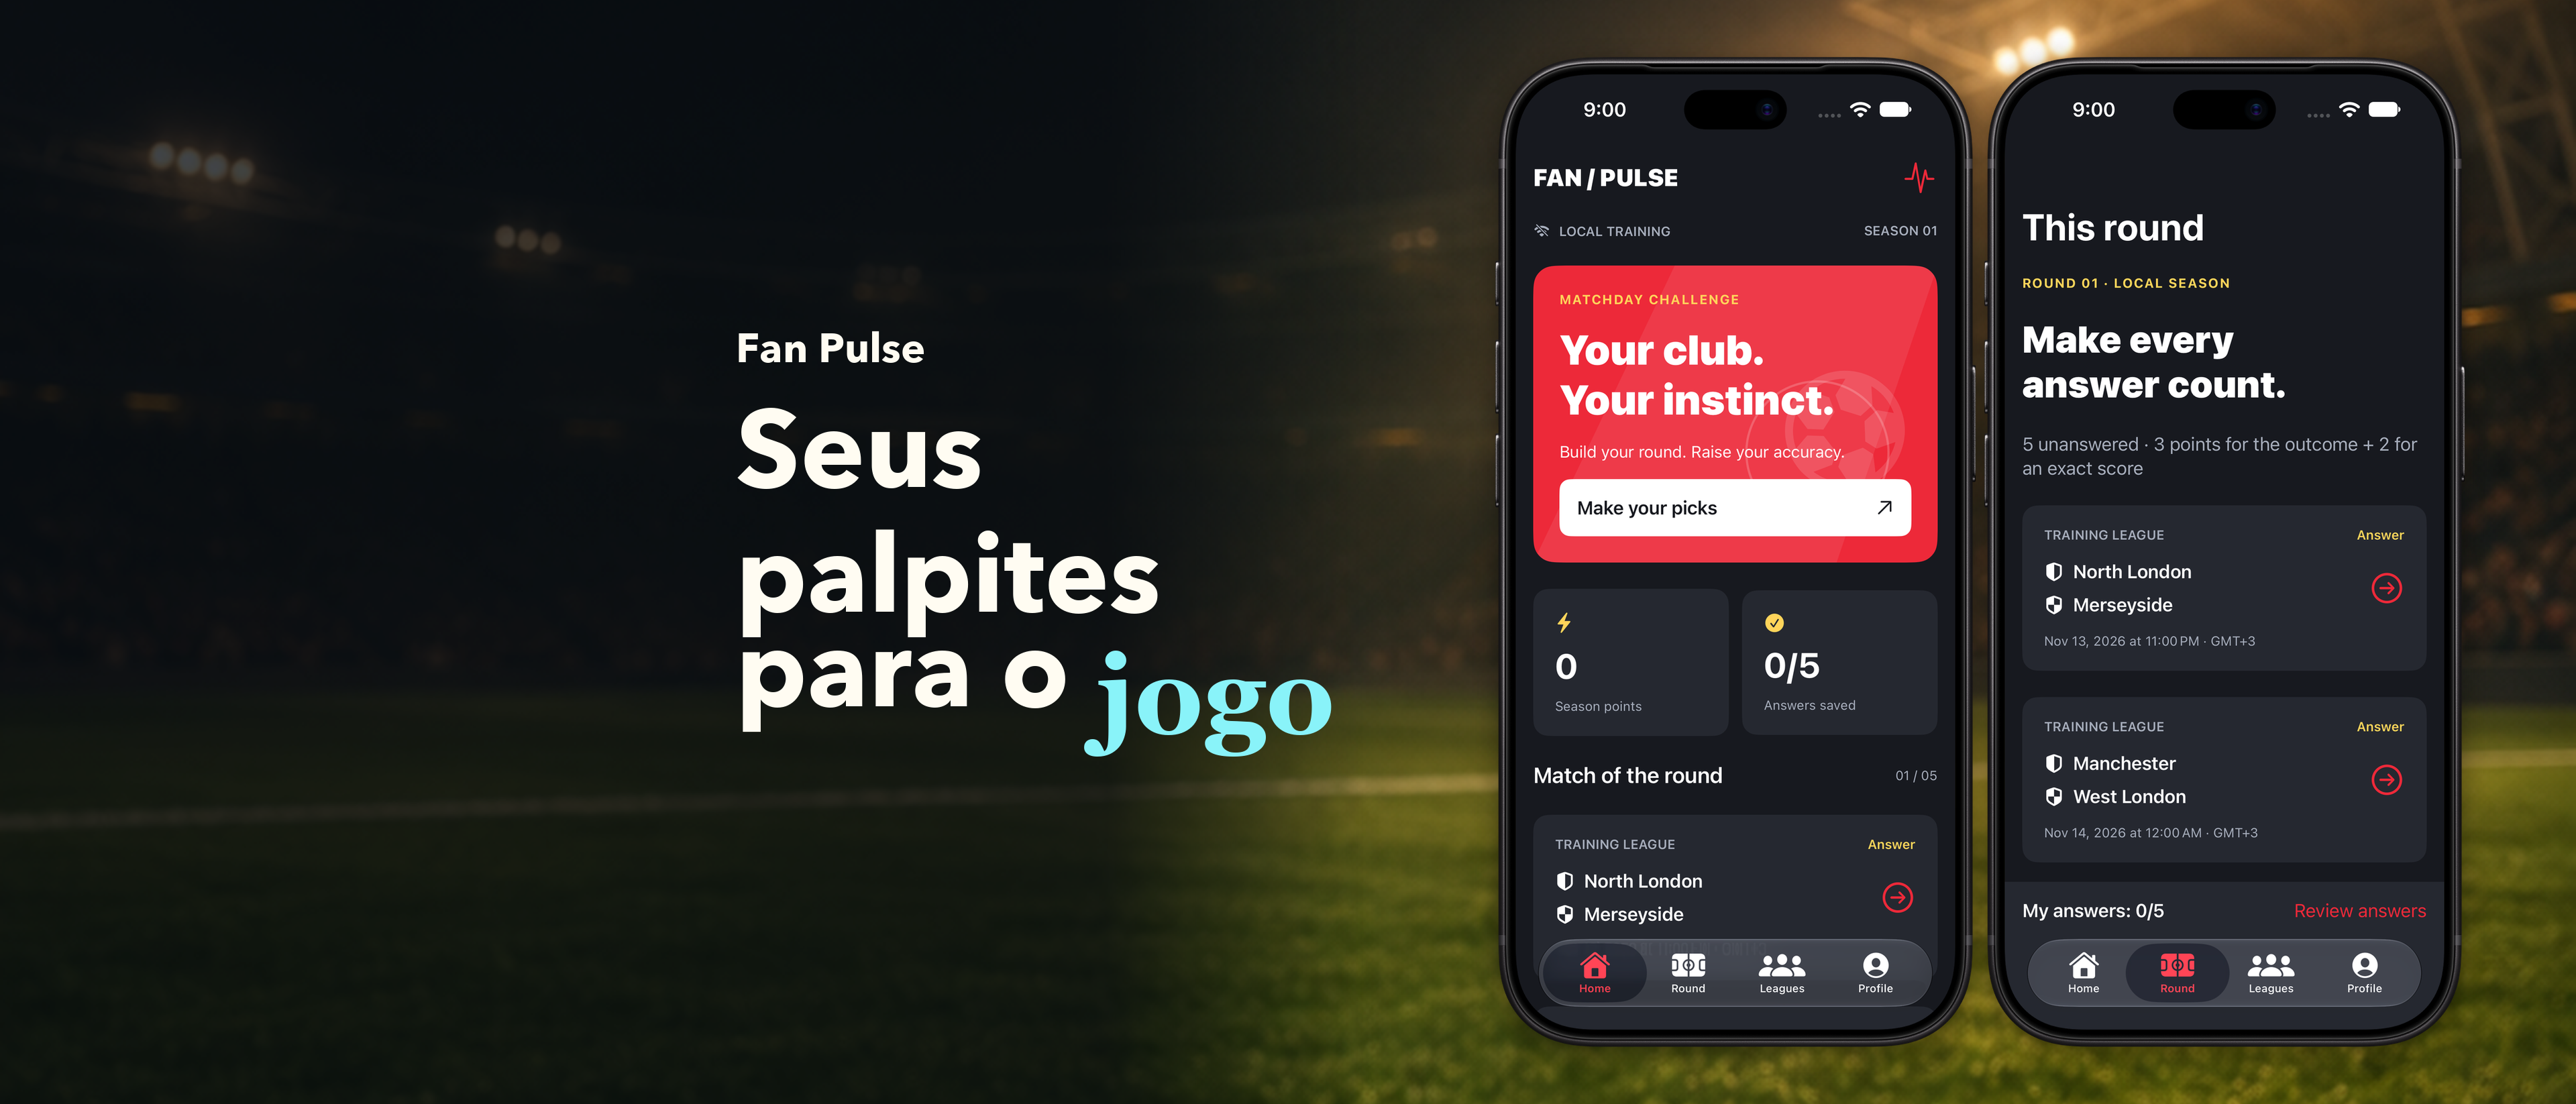 Fan Pulse
Seus
palpites
para o jogo
9:00
FAN / PULSE
LOCAL TRAINING
SEASON 01
MATCHDAY CHALLENGE
Your club.
Your instinct.
Build your round. Raise your accuracy.
Make your picks
0
Season points
0/5
Answers saved
Match of the round
01 / 05
TRAINING LEAGUE
Answer
North London
Merseyside
Home
Round
Leagues
Profile
9:00
This round
ROUND 01 · LOCAL SEASON
Make every
answer count.
5 unanswered · 3 points for the outcome + 2 for
an exact score
TRAINING LEAGUE
Answer
North London
Merseyside
Nov 13, 2026 at 11:00 PM · GMT+3
TRAINING LEAGUE
Answer
Manchester
West London
Nov 14, 2026 at 12:00 AM · GMT+3
My answers: 0/5
Review answers
Home
Round
Leagues
Profile